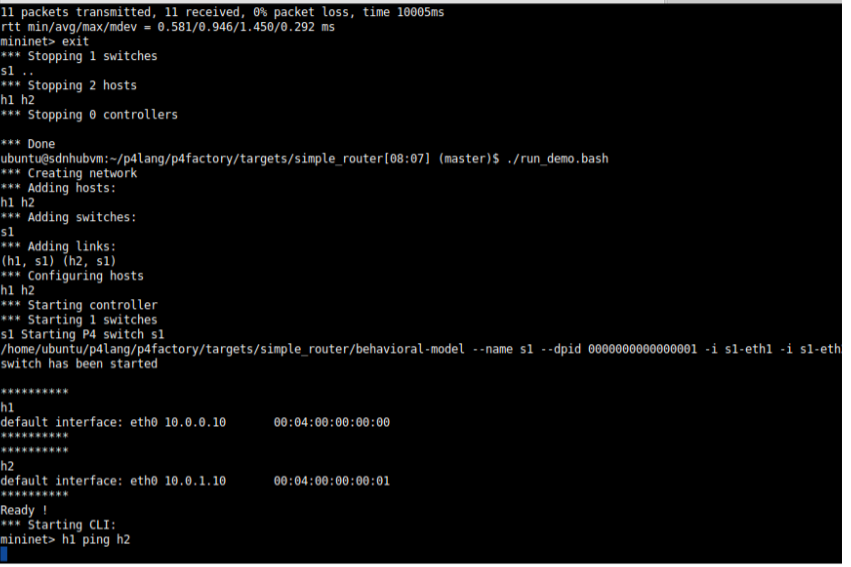 11 packets transmitted, 11 received, 0% packet loss, time 10005ms
rtt min/avg/max/mdev = 0.581/0.946/1.450/0.292 ms
mininet> exit
*** Stopping 1 switches
s1 ..
*** Stopping 2 hosts
h1 h2
*** Stopping 0 controllers
*** Done
ubuntu@sdnhubvm:~/p4lang/p4factory/targets/simple_router[08:07] (master)$ ./run_demo.bash
*** Creating network
*** Adding hosts:
h1 h2
*** Adding switches:
s1
*** Adding links:
(h1, s1) (h2, s1)
*** Configuring hosts
h1 h2
*** Starting controller
*** Starting 1 switches
s1 Starting P4 switch s1
/home/ubuntu/p4lang/p4factory/targets/simple_router/behavioral-model --name s1 --dpid 0000000000000001 -i s1-eth1 -i s1-eth
switch has been started
**********
h1
default interface: eth0 10.0.0.10 00:04:00:00:00:00
**********
**********
h2
default interface: eth0 10.0.1.10 00:04:00:00:00:01
**********
Ready !
*** Starting CLI:
mininet> h1 ping h2